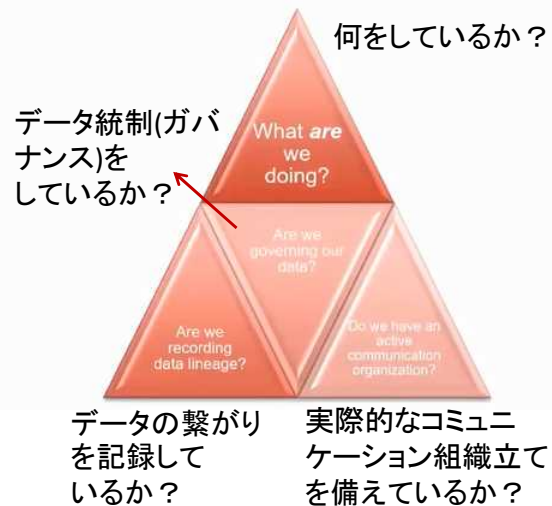 何をしているか？
データ統制(ガバ
ナンス)を
しているか？
What are
we
doing?
Are we
governing our
data?
Are we
recording
data lineage?
Do we have an
active
communication
organization?
データの繋がり
を記録して
いるか？
実際的なコミュニ
ケーション組織立て
を備えているか？